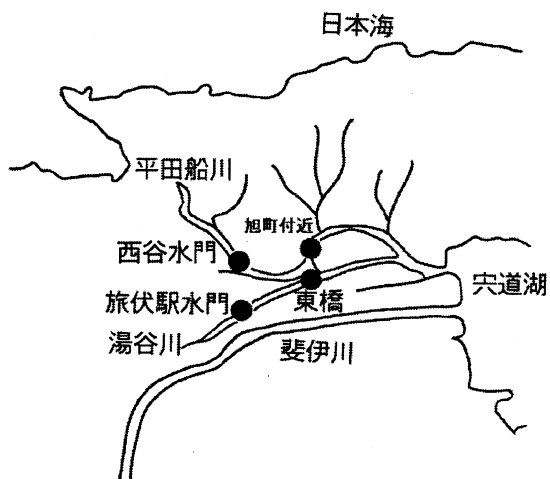 日本海
平田船川
旭町付近
西谷水門
宍道湖
旅伏駅水門
東橋
湯谷川
斐伊川